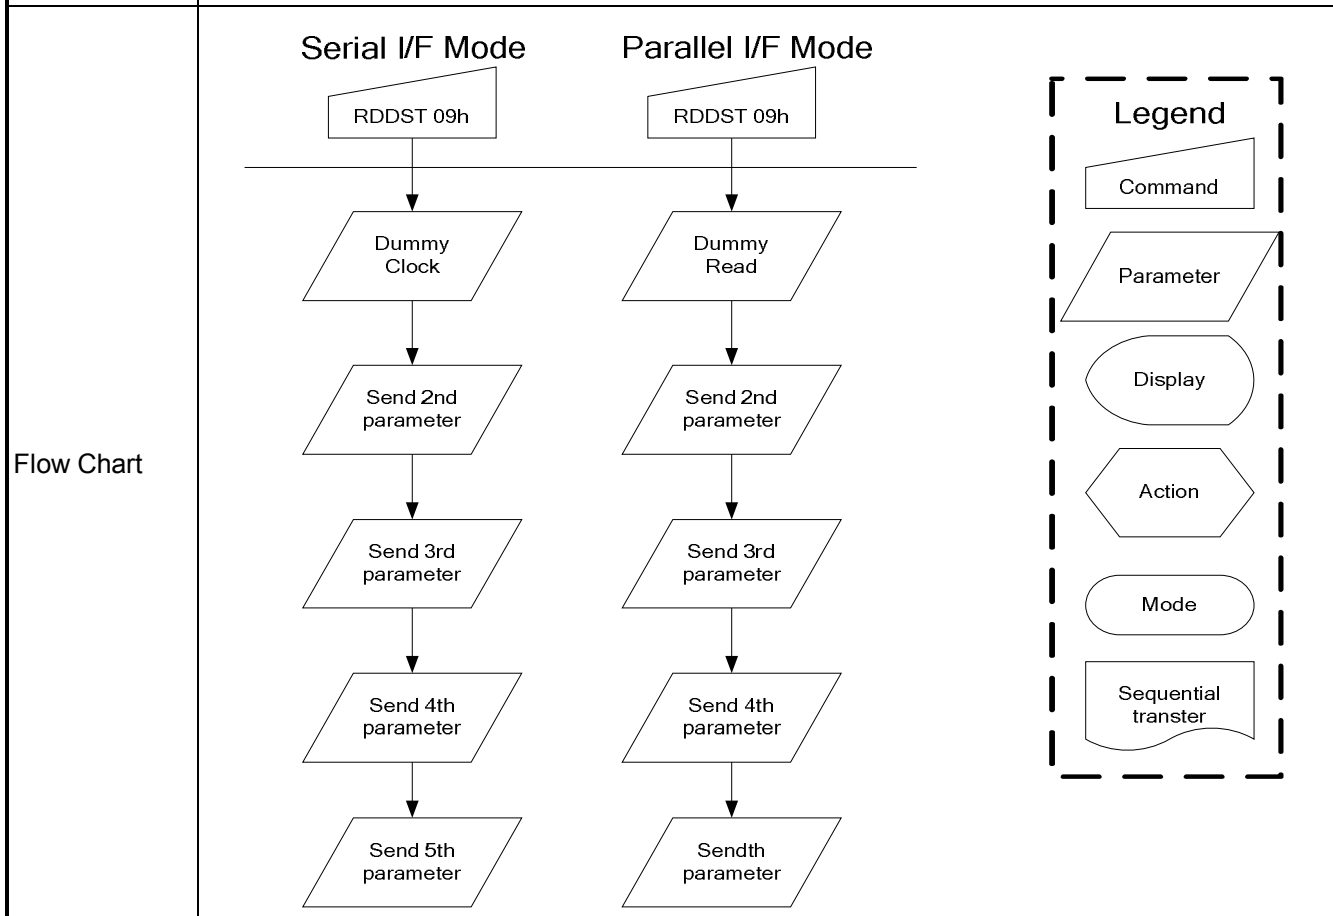 Flow Chart
Serial I/F Mode
RDDST 09h
Dummy
Clock
Send 2nd
parameter
Send 3rd
parameter
Send 4th
parameter
Send 5th
parameter
Parallel I/F Mode
RDDST 09h
Dummy
Read
Send 2nd
parameter
Send 3rd
parameter
Send 4th
parameter
Sendth
parameter
Legend
Command
Parameter
Display
Action
Mode
Sequential
transter